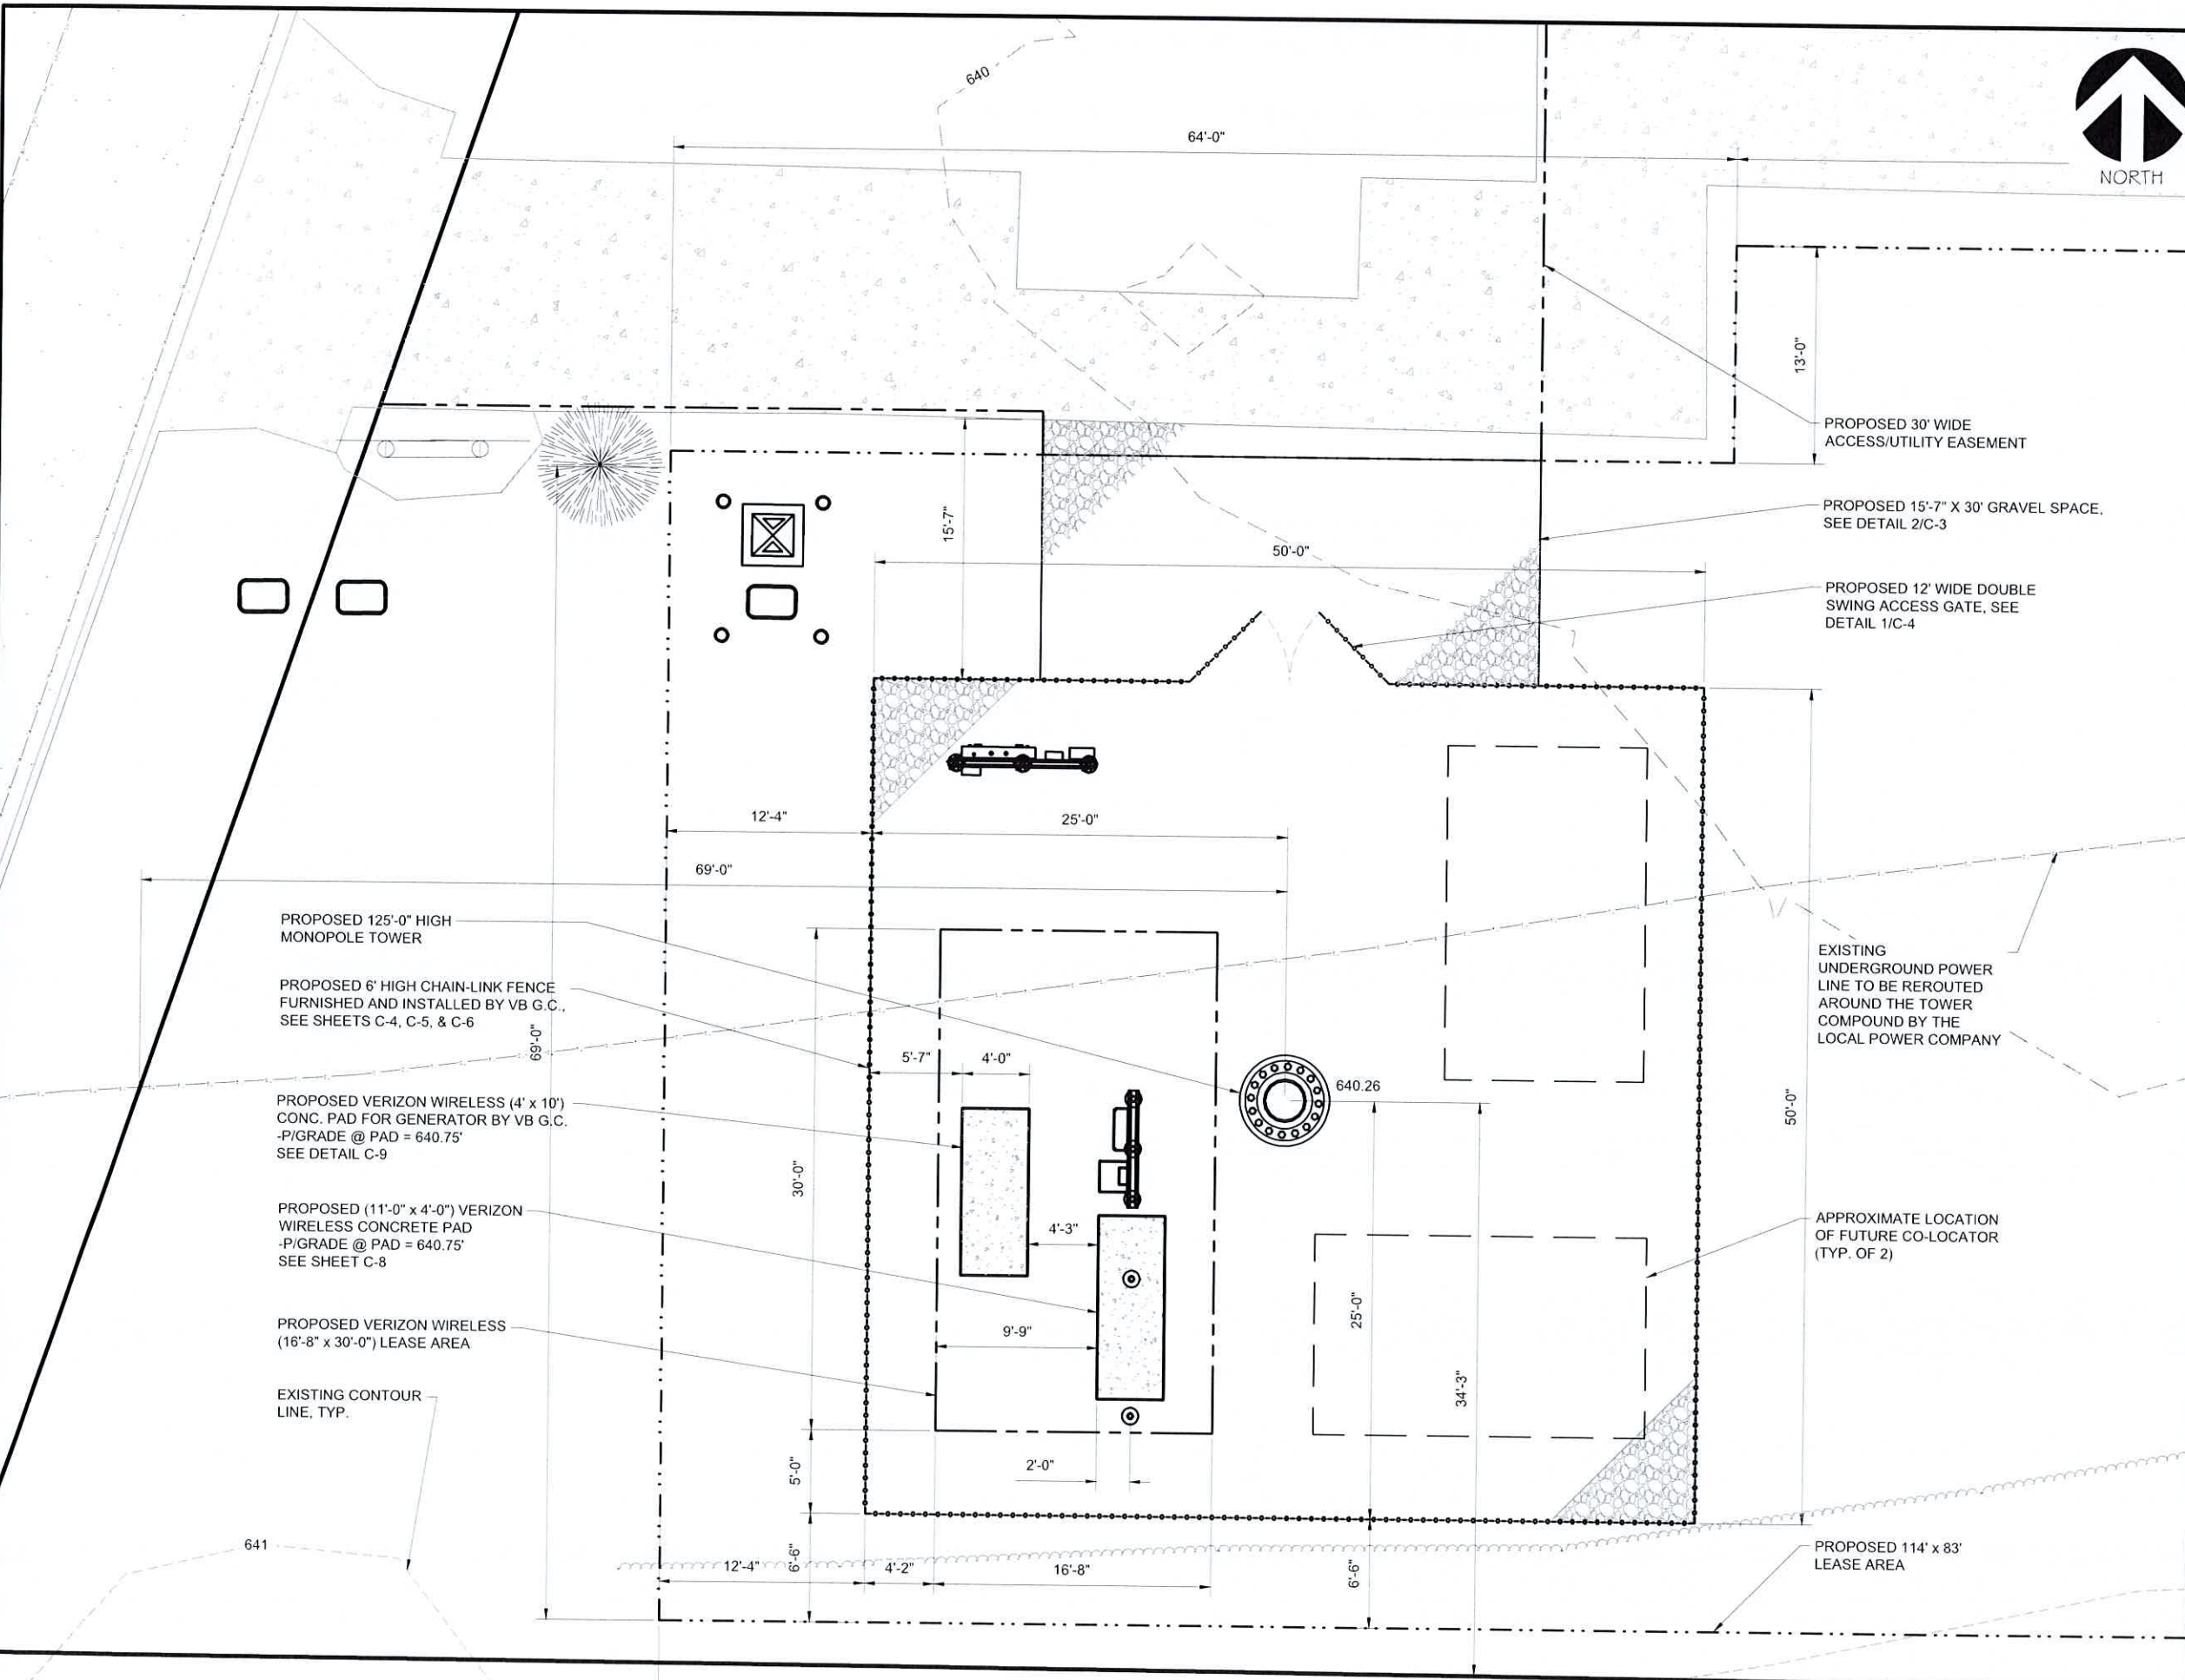 640
64'-0"
NORTH
13'-0"
PROPOSED 30' WIDE
ACCESS/UTILITY EASEMENT
15'-7"
50'-0"
PROPOSED 15'-7" X 30' GRAVEL SPACE,
SEE DETAIL 2/C-3
PROPOSED 12' WIDE DOUBLE
SWING ACCESS GATE, SEE
DETAIL 1/C-4
12'-4"
25'-0"
69'-0"
PROPOSED 125'-0" HIGH
MONOPOLE TOWER
PROPOSED 6' HIGH CHAIN-LINK FENCE
FURNISHED AND INSTALLED BY VB G.C.,
SEE SHEETS C-4, C-5, & C-6
69'-0"
EXISTING
UNDERGROUND POWER
LINE TO BE REROUTED
AROUND THE TOWER
COMPOUND BY THE
LOCAL POWER COMPANY
5'-7"
4'-0"
640.26
PROPOSED VERIZON WIRELESS (4' x 10')
CONC. PAD FOR GENERATOR BY VB G.C.
-P/GRADE @ PAD = 640.75'
SEE DETAIL C-9
50'-0"
30'-0"
PROPOSED (11'-0" x 4'-0") VERIZON
WIRELESS CONCRETE PAD
-P/GRADE @ PAD = 640.75'
SEE SHEET C-8
4'-3"
APPROXIMATE LOCATION
OF FUTURE CO-LOCATOR
(TYP. OF 2)
25'-0"
PROPOSED VERIZON WIRELESS
(16'-8" x 30'-0") LEASE AREA
9'-9"
34'-3"
EXISTING CONTOUR
LINE, TYP.
5'-0"
2'-0"
641
12'-4"
6'-6"
4'-2"
16'-8"
6'-6"
PROPOSED 114' x 83'
LEASE AREA